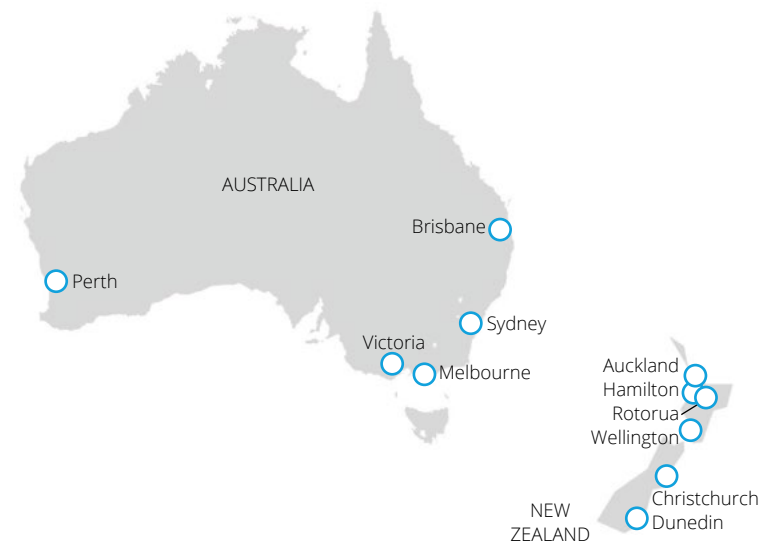 AUSTRALIA
Brisbane
Perth
Sydney
Victoria
Melbourne
Auckland
Hamilton
Rotorua
Wellington
Christchurch
Dunedin
NEW
ZEALAND